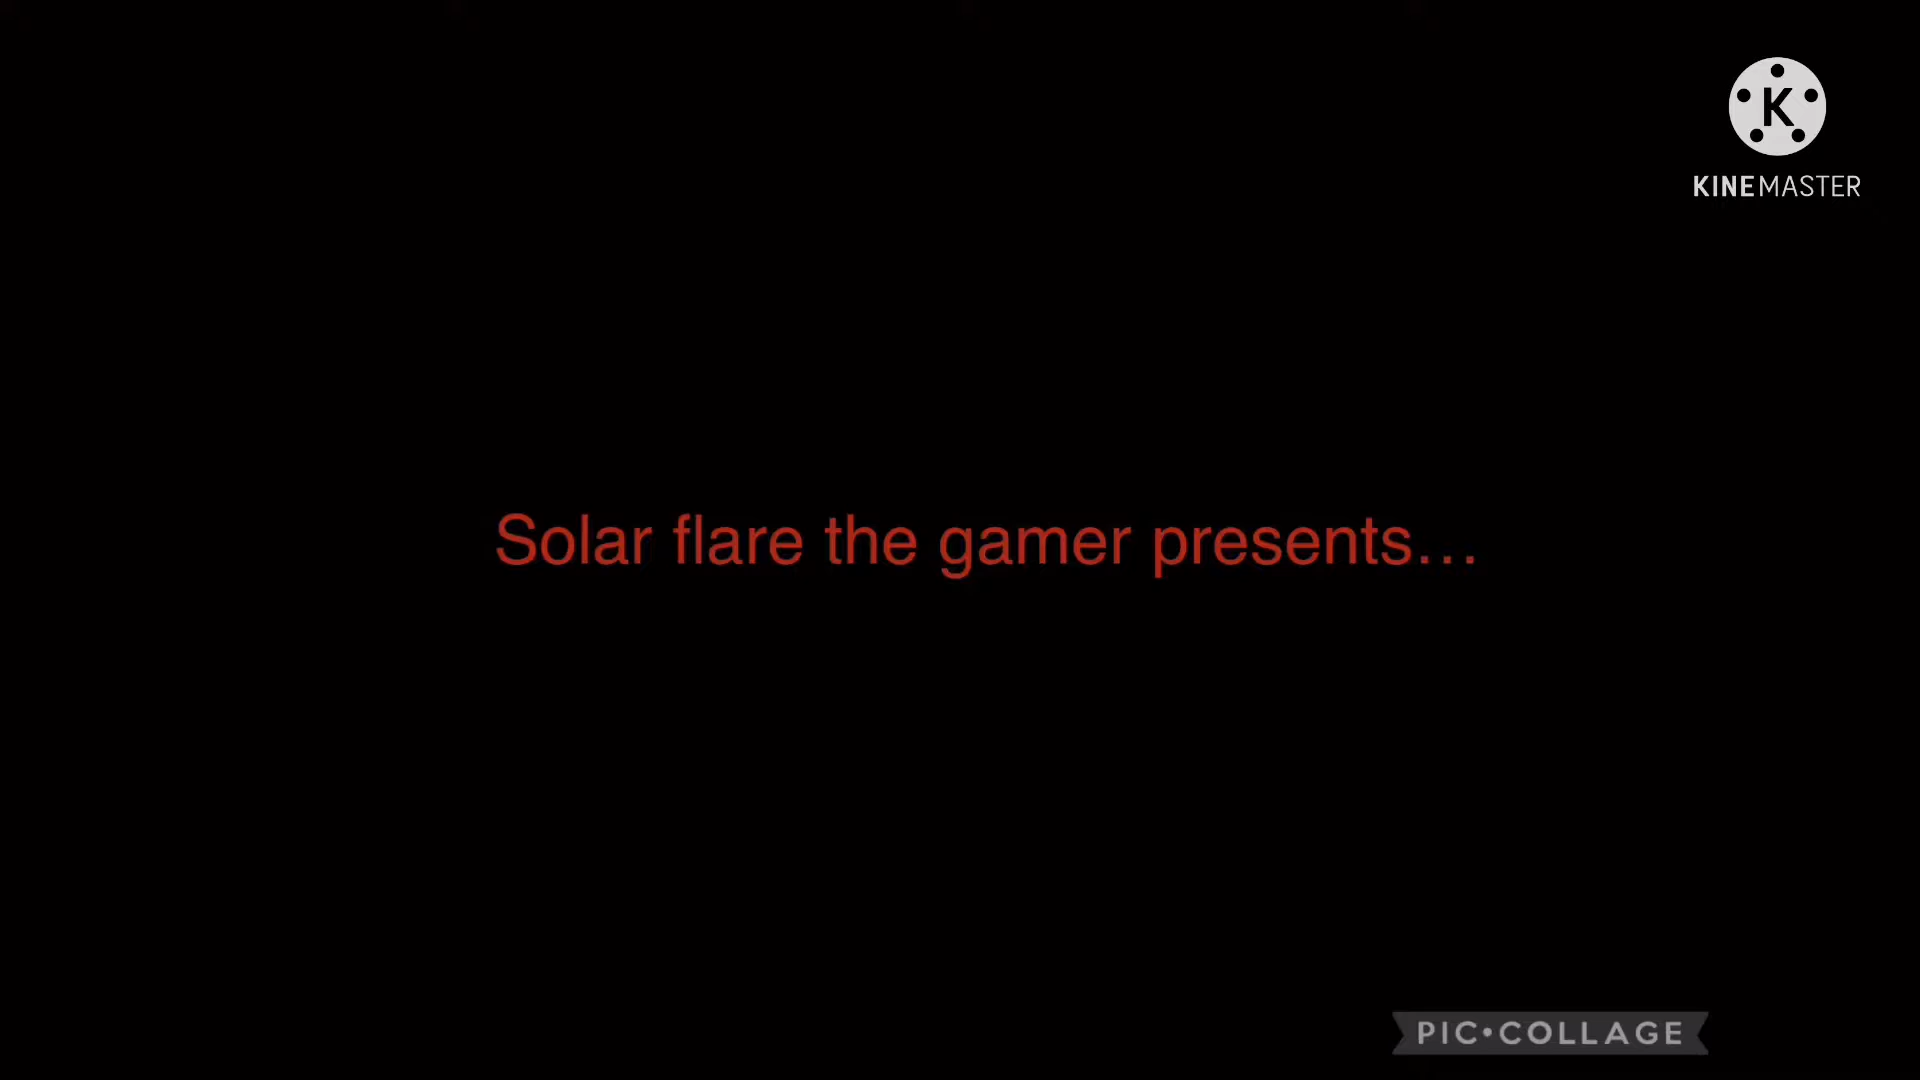 K
KINEMASTER
Solar flare the gamer presents…
PIC•COLLAGE